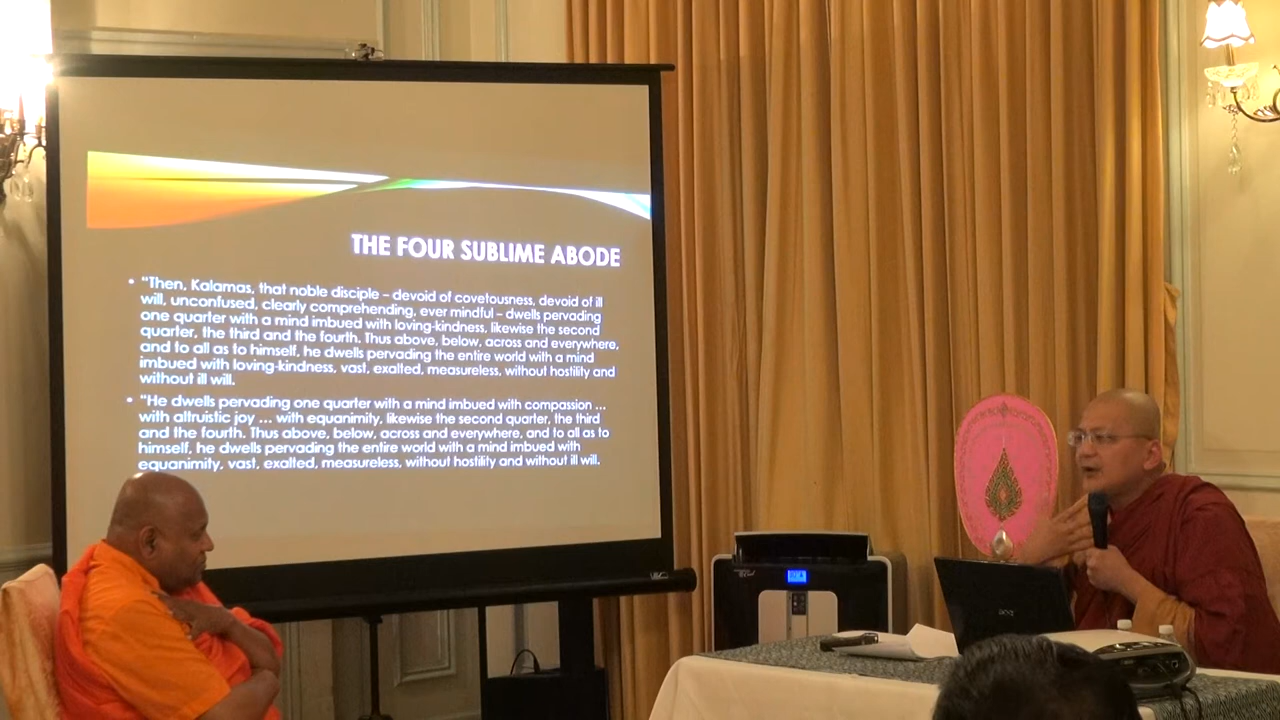 THE FOUR SUBLIME ABODE
• "Then, Kalamas, that noble disciple – devoid of covetousness, devoid of ill
will, unconfused, clearly comprehending, ever mindful – dwells pervading
one quarter with a mind imbued with loving-kindness, likewise the second
quarter, the third and the fourth. Thus above, below, across and everywhere,
and to all as to himself, he dwells pervading the entire world with a mind
imbued with loving-kindness, vast, exalted, measureless, without hostility and
without ill will.
• "He dwells pervading one quarter with a mind imbued with compassion ...
with altruistic joy ... with equanimity, likewise the second quarter, the third
and the fourth. Thus above, below, across and everywhere, and to all as to
himself, he dwells pervading the entire world with a mind imbued with
equanimity, vast, exalted, measureless, without hostility and without ill will.
acer